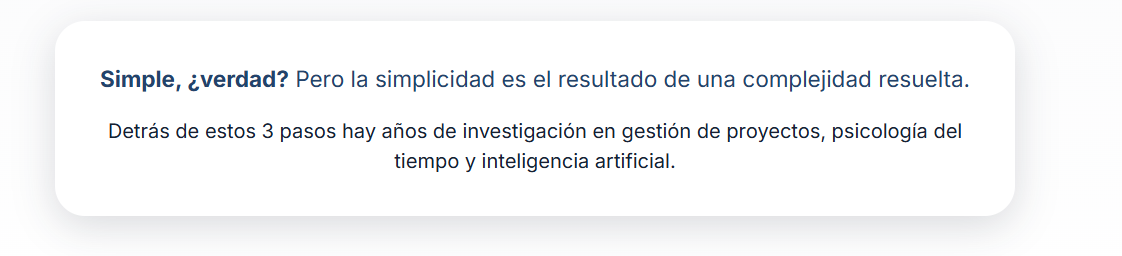 Simple, ¿verdad? Pero la simplicidad es el resultado de una complejidad resuelta.
Detrás de estos 3 pasos hay años de investigación en gestión de proyectos, psicología del
tiempo y inteligencia artificial.